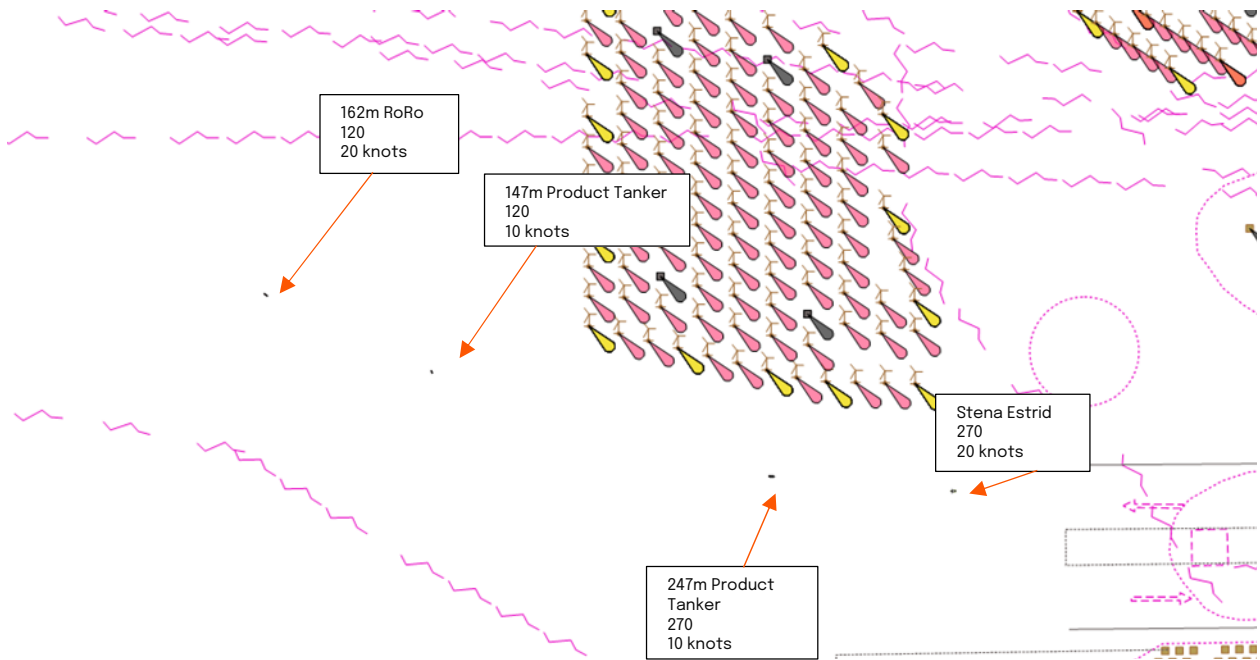 162m RoRo
120
20 knots
147m Product Tanker
120
10 knots
Stena Estrid
270
20 knots
247m Product
Tanker
270
10 knots